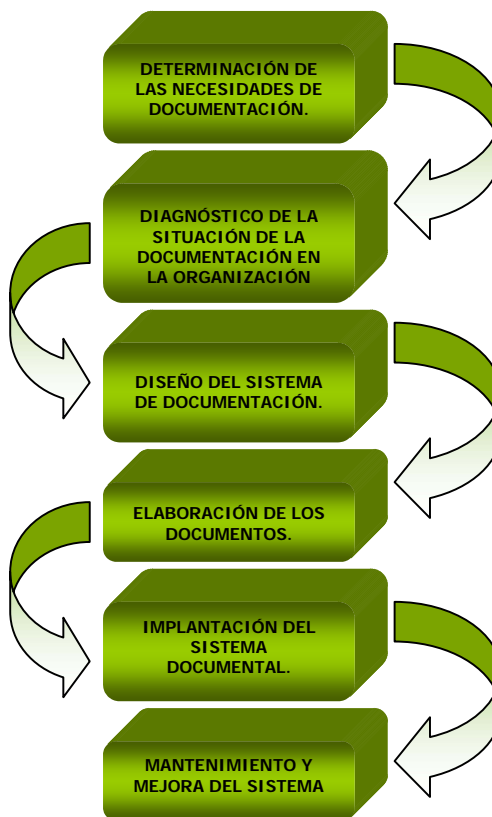 DETERMINACIÓN DE
LAS NECESIDADES DE
DOCUMENTACIÓN.
DIAGNÓSTICO DE LA
SITUACIÓN DE LA
DOCUMENTACIÓN EN
LA ORGANIZACIÓN
DISEÑO DEL SISTEMA
DE DOCUMENTACIÓN.
ELABORACIÓN DE LOS
DOCUMENTOS.
IMPLANTACIÓN DEL
SISTEMA
DOCUMENTAL.
MANTENIMIENTO Y
MEJORA DEL SISTEMA